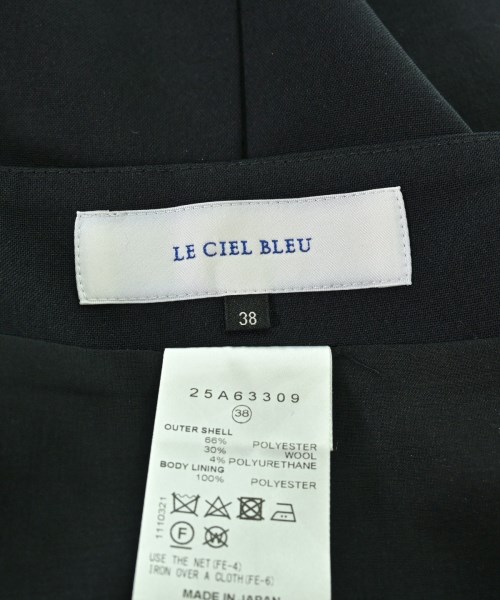 LE CIEL BLEU
38
25A63309
38
OUTER SHELL
66% POLYESTER
30% WOOL
4% POLYURETHANE
BODY LINING
100% POLYESTER
1110321
F W
USE THE NET(FE-4)
IRON OVER A CLOTH(FE-6)
MADE IN JAPAN